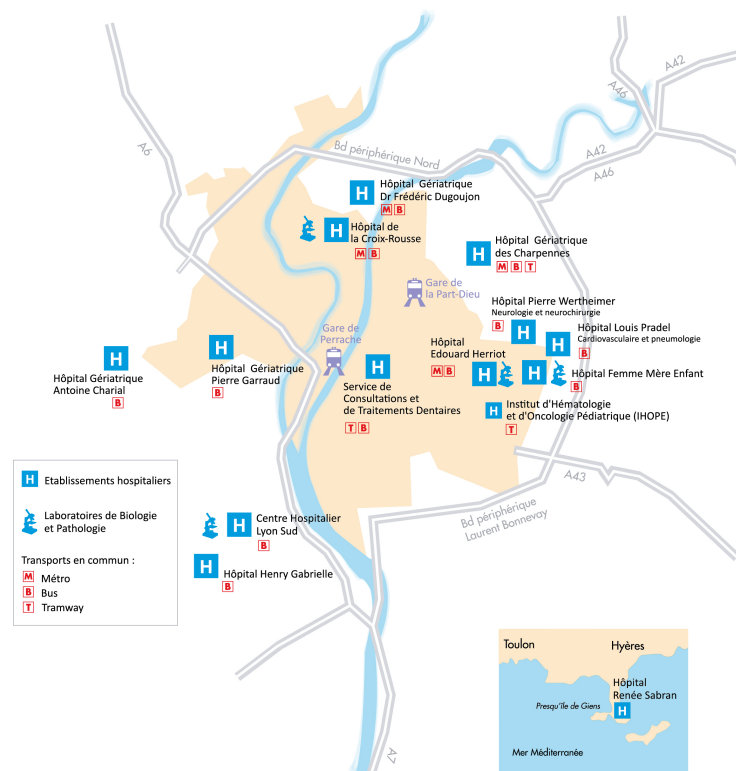 A42
A46
A6
Bd périphérique Nord
A42
A46
Hôpital Gériatrique
Dr Frédéric Dugoujon
M B
Hôpital de
la Croix-Rousse
M B
Hôpital Gériatrique
des Charpennes
M B T
Gare de
la Part-Dieu
Hôpital Pierre Wertheimer
Neurologie et neurochirurgie
B
Hôpital Louis Pradel
Cardiovasculaire et pneumologie
B
Gare de
Perrache
Hôpital
Edouard Herriot
M B
Hôpital Femme Mère Enfant
B
Hôpital Gériatrique
Antoine Charial
B
Hôpital Gériatrique
Pierre Garraud
B
Service de
Consultations et
de Traitements Dentaires
T B
Institut d'Hématologie
et d'Oncologie Pédiatrique (IHOPE)
T
A43
Bd périphérique
Laurent Bonnevay
H Etablissements hospitaliers
Laboratoires de Biologie
et Pathologie
Transports en commun :
M Métro
B Bus
T Tramway
Centre Hospitalier
Lyon Sud
B
Hôpital Henry Gabrielle
B
A7
Toulon Hyères
Hôpital
Renée Sabran
Presqu'île de Giens
H
Mer Méditerranée